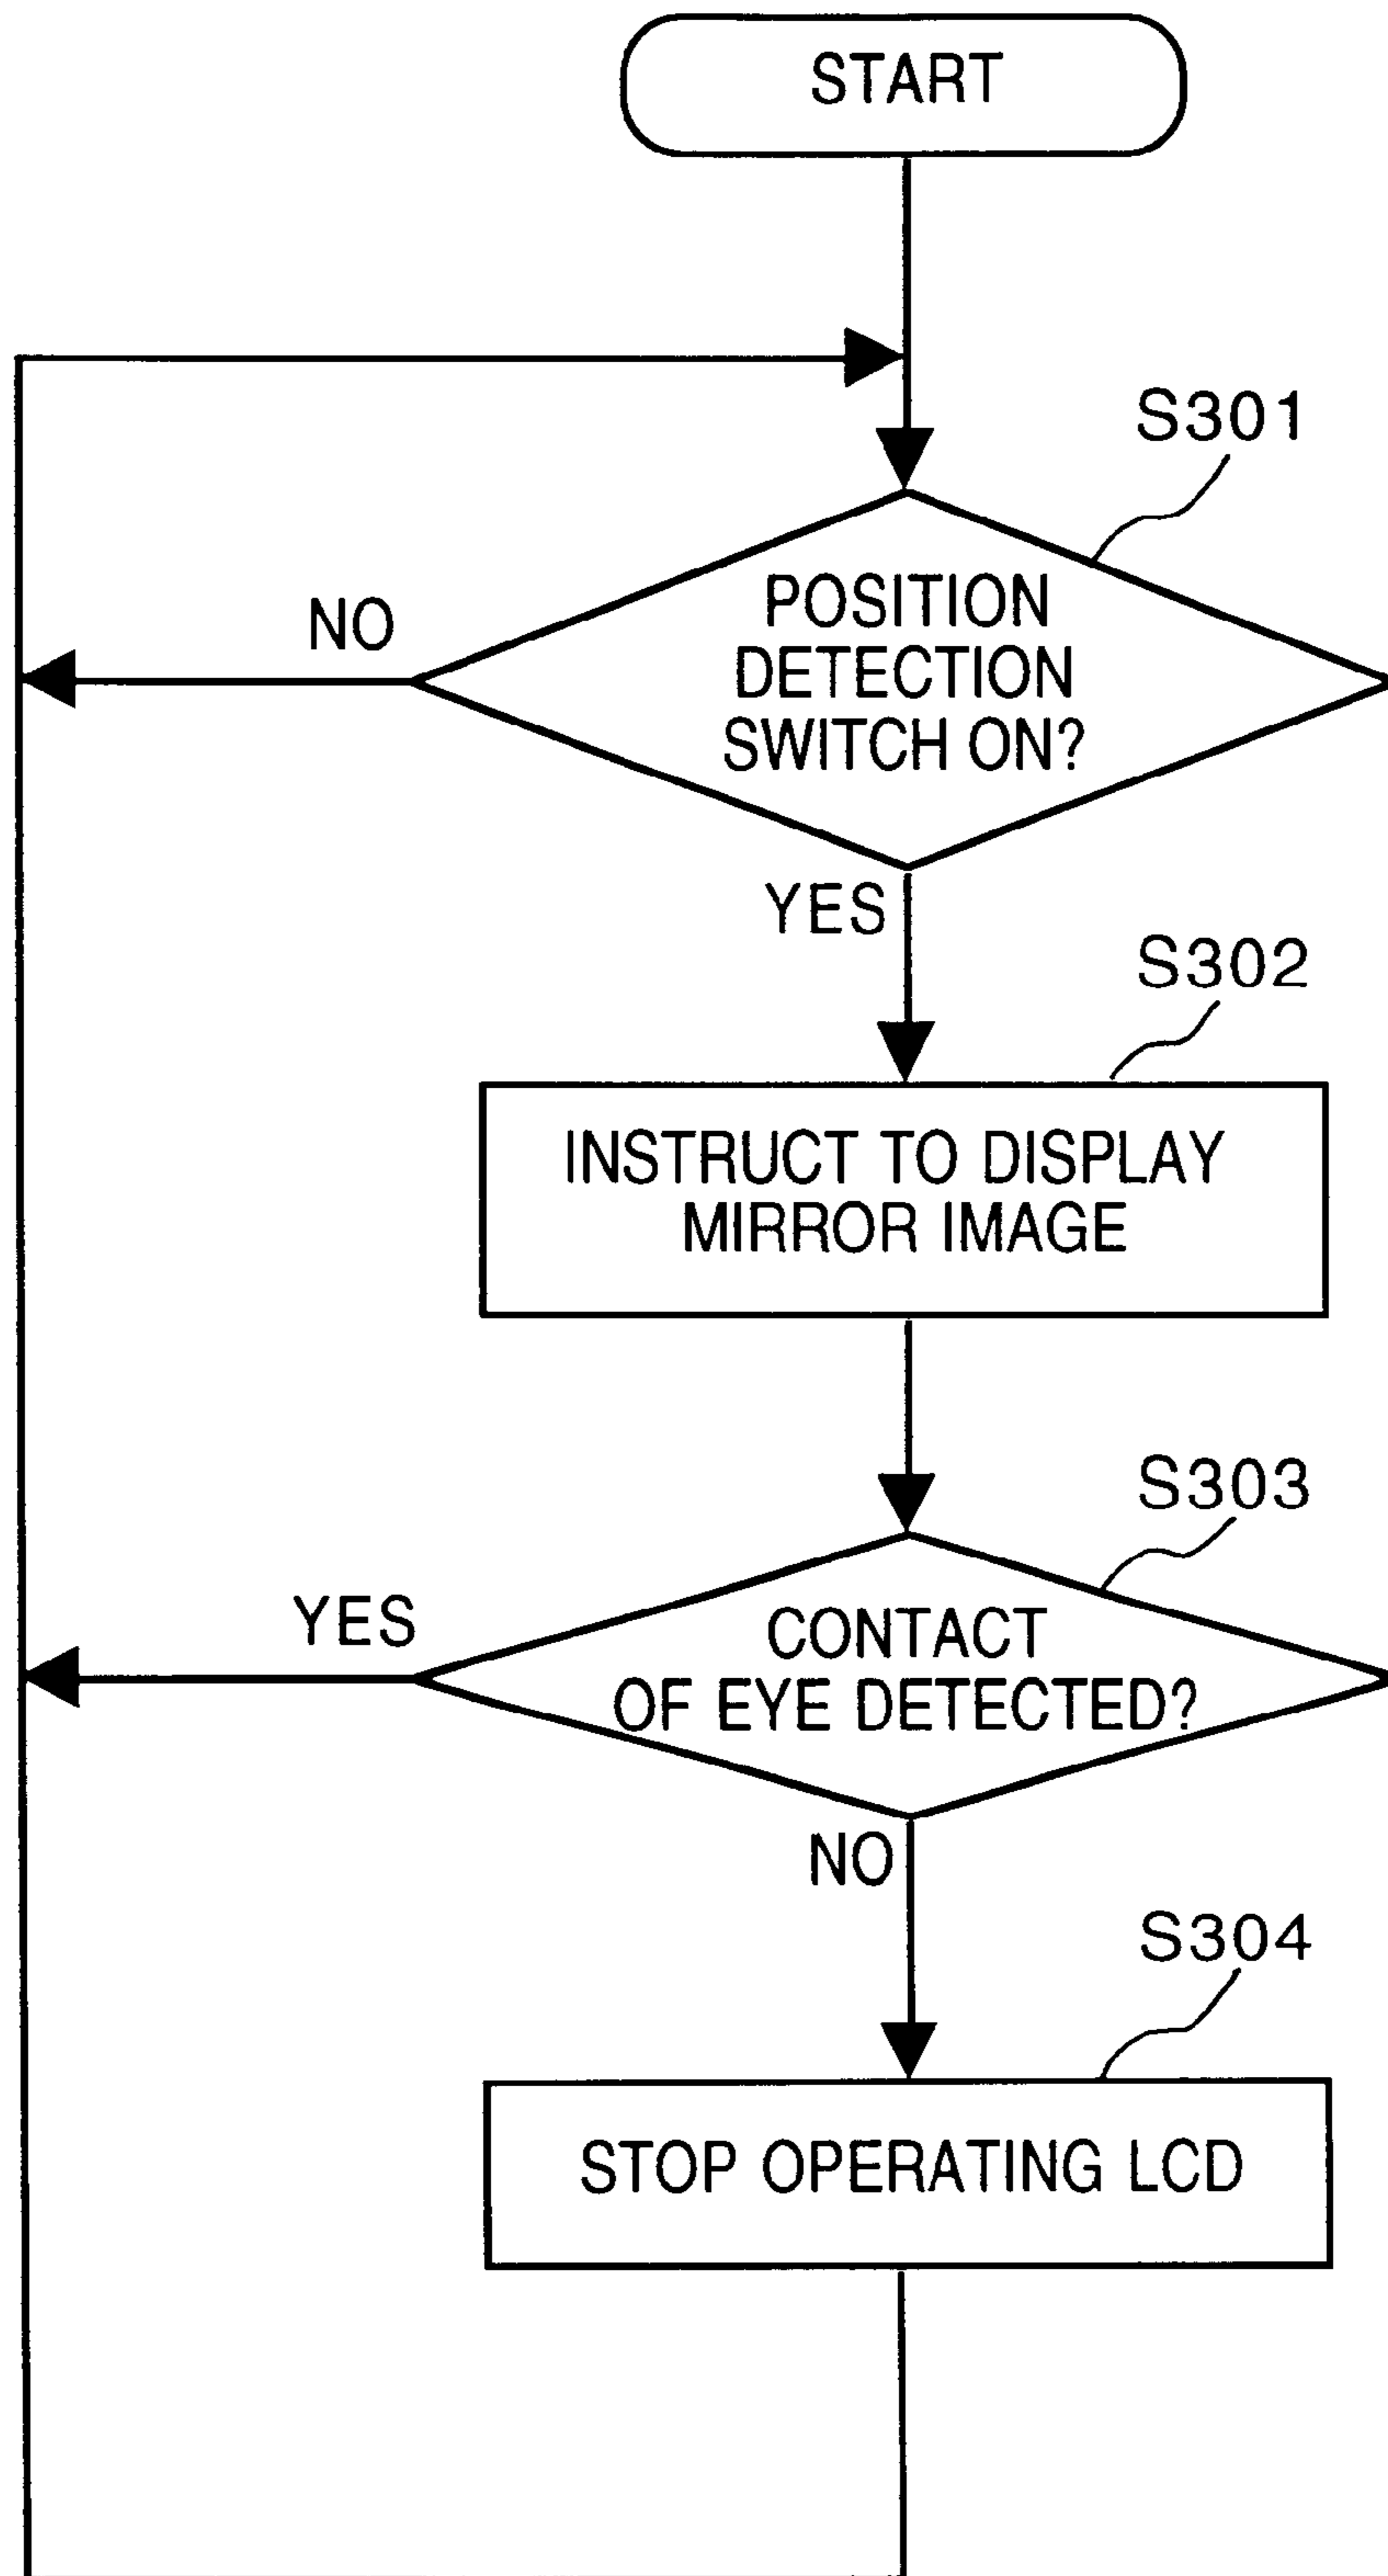 START
S301
NO
POSITION
DETECTION
SWITCH ON?
YES
S302
INSTRUCT TO DISPLAY
MIRROR IMAGE
S303
YES
CONTACT
OF EYE DETECTED?
NO
S304
STOP OPERATING LCD